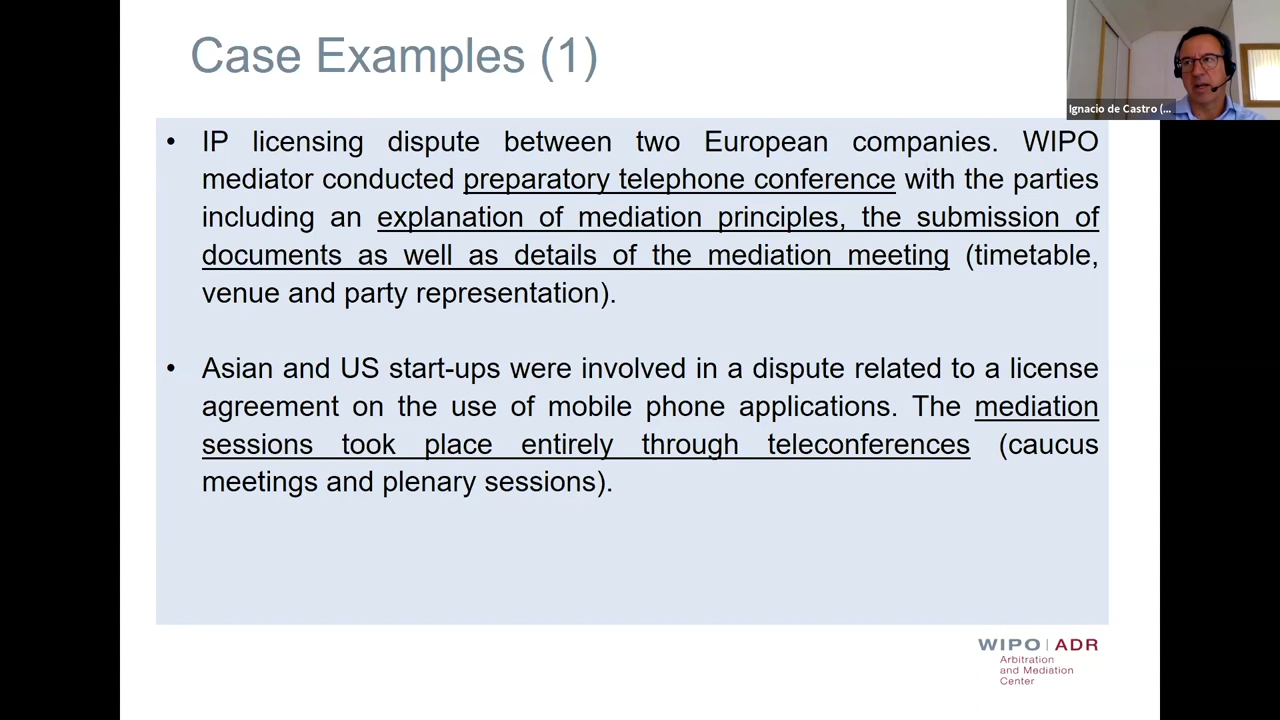 Case Examples (1)
Ignacio de Castro (...
• IP licensing dispute between two European companies. WIPO
mediator conducted preparatory telephone conference with the parties
including an explanation of mediation principles, the submission of
documents as well as details of the mediation meeting (timetable,
venue and party representation).
• Asian and US start-ups were involved in a dispute related to a license
agreement on the use of mobile phone applications. The mediation
sessions took place entirely through teleconferences (caucus
meetings and plenary sessions).
WIPO | ADR
Arbitration
and Mediation
Center